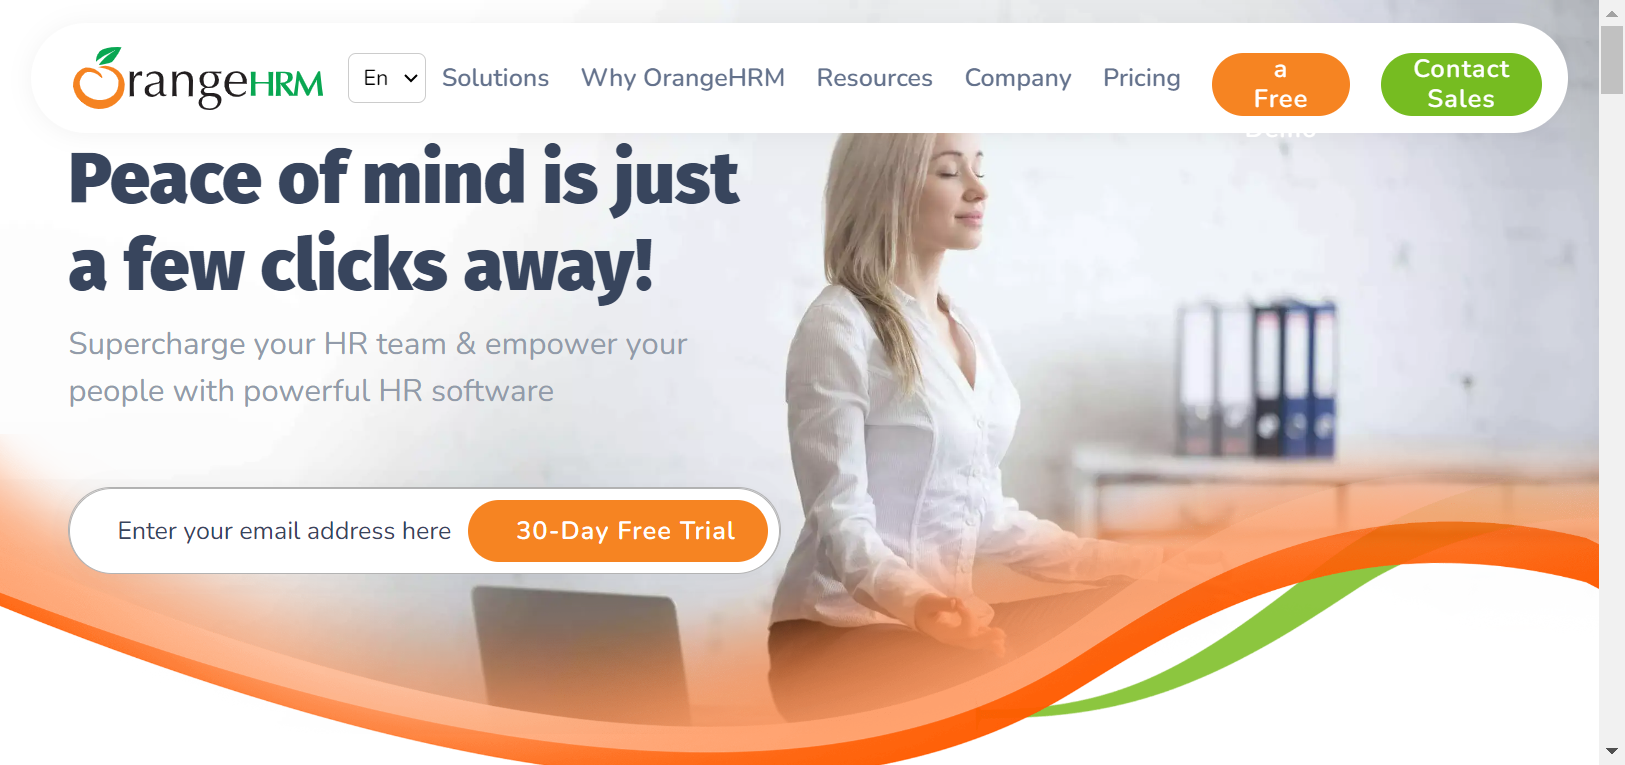 OrangeHRM
En
Solutions
Why OrangeHRM
Resources
Company
Pricing
a
Free
Demo
Contact
Sales
Peace of mind is just
a few clicks away!
Supercharge your HR team & empower your
people with powerful HR software
Enter your email address here
30-Day Free Trial